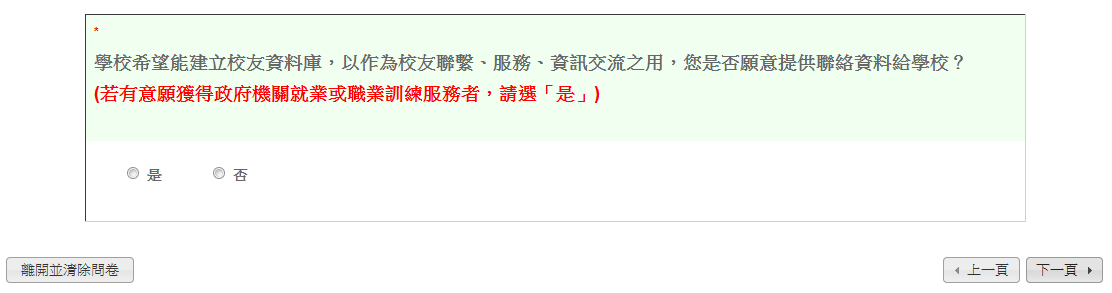 *
學校希望能建立校友資料庫，以作為校友聯繫、服務、資訊交流之用，您是否願意提供聯絡資料給學校？
(若有意願獲得政府機關就業或職業訓練服務者，請選「是」)
是 否
離開並清除問卷 上一頁 下一頁